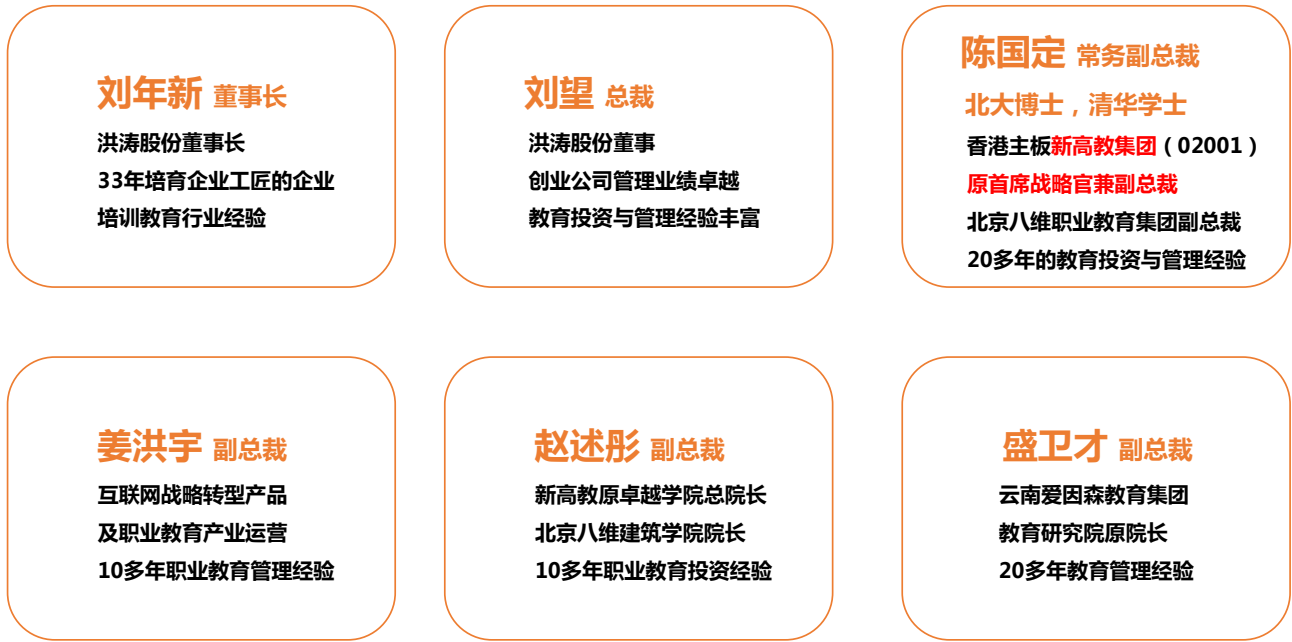 刘年新 董事长
洪涛股份董事长
33年培育企业工匠的企业
培训教育行业经验
刘望 总裁
洪涛股份董事
创业公司管理业绩卓越
教育投资与管理经验丰富
陈国定 常务副总裁
北大博士，清华学士
香港主板新高教集团（02001）
原首席战略官兼副总裁
北京八维职业教育集团副总裁
20多年的教育投资与管理经验
姜洪宇 副总裁
互联网战略转型产品
及职业教育产业运营
10多年职业教育管理经验
赵述彤 副总裁
新高教原卓越学院总院长
北京八维建筑学院院长
10多年职业教育投资经验
盛卫才 副总裁
云南爱因森教育集团
教育研究院原院长
20多年教育管理经验